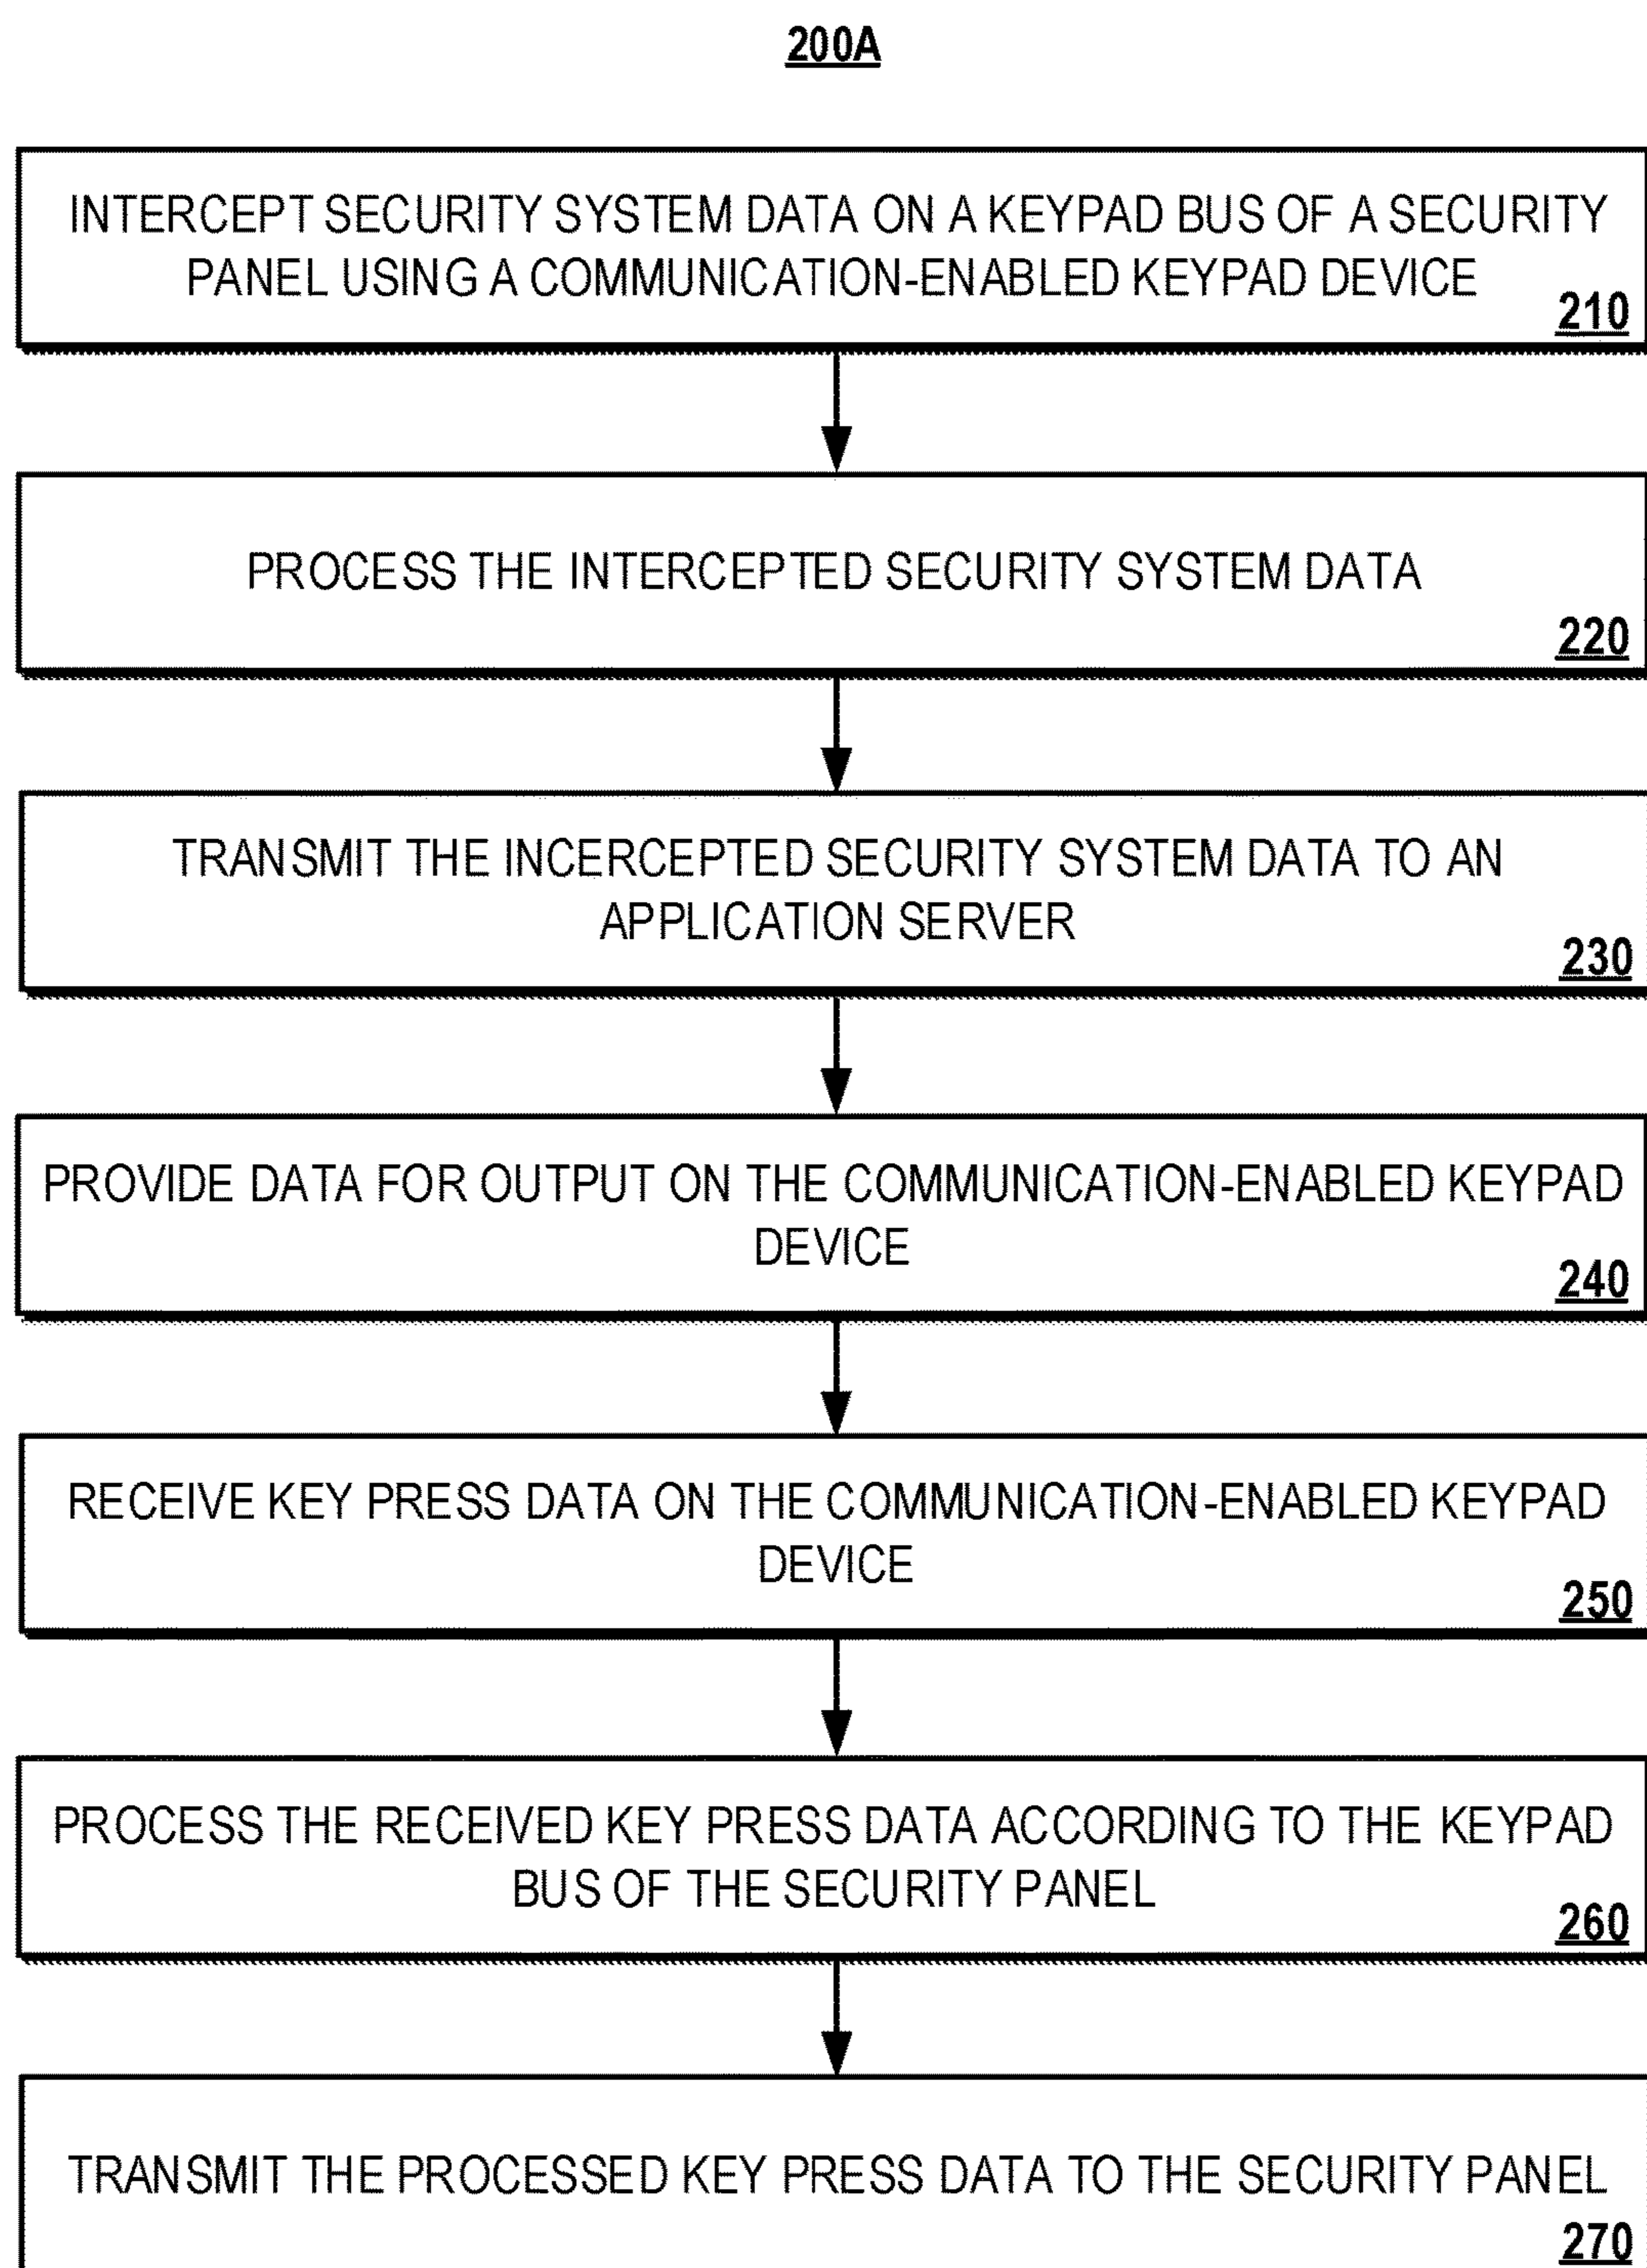 200A
INTERCEPT SECURITY SYSTEM DATA ON A KEYPAD BUS OF A SECURITY
PANEL USING A COMMUNICATION-ENABLED KEYPAD DEVICE
210
PROCESS THE INTERCEPTED SECURITY SYSTEM DATA
220
TRANSMIT THE INCERCEPTED SECURITY SYSTEM DATA TO AN
APPLICATION SERVER
230
PROVIDE DATA FOR OUTPUT ON THE COMMUNICATION-ENABLED KEYPAD
DEVICE
240
RECEIVE KEY PRESS DATA ON THE COMMUNICATION-ENABLED KEYPAD
DEVICE
250
PROCESS THE RECEIVED KEY PRESS DATA ACCORDING TO THE KEYPAD
BUS OF THE SECURITY PANEL
260
TRANSMIT THE PROCESSED KEY PRESS DATA TO THE SECURITY PANEL
270